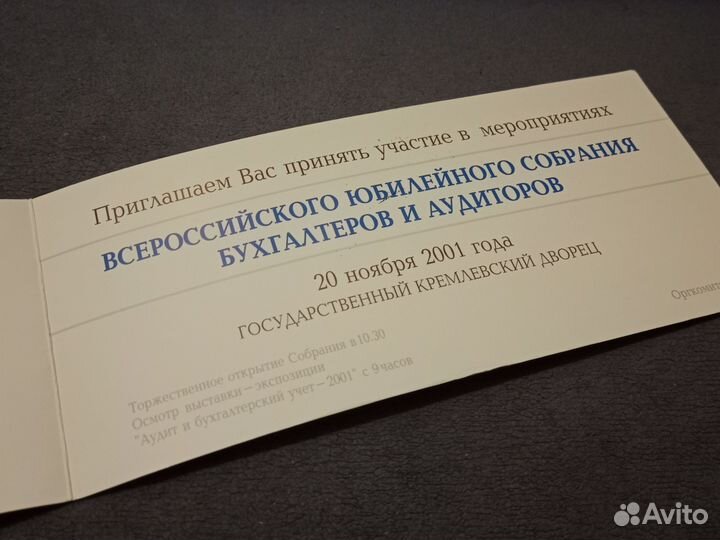 Приглашаем Вас принять участие в мероприятиях
ВСЕРОССИЙСКОГО ЮБИЛЕЙНОГО СОБРАНИЯ
БУХГАЛТЕРОВ И АУДИТОРОВ
20 ноября 2001 года
ГОСУДАРСТВЕННЫЙ КРЕМЛЕВСКИЙ ДВОРЕЦ
Оргкомит
Торжественное открытие Собрания в 10.30
Осмотр выставки – экспозиции
"Аудит и бухгалтерский учет – 2001" с 9 часов
Avito